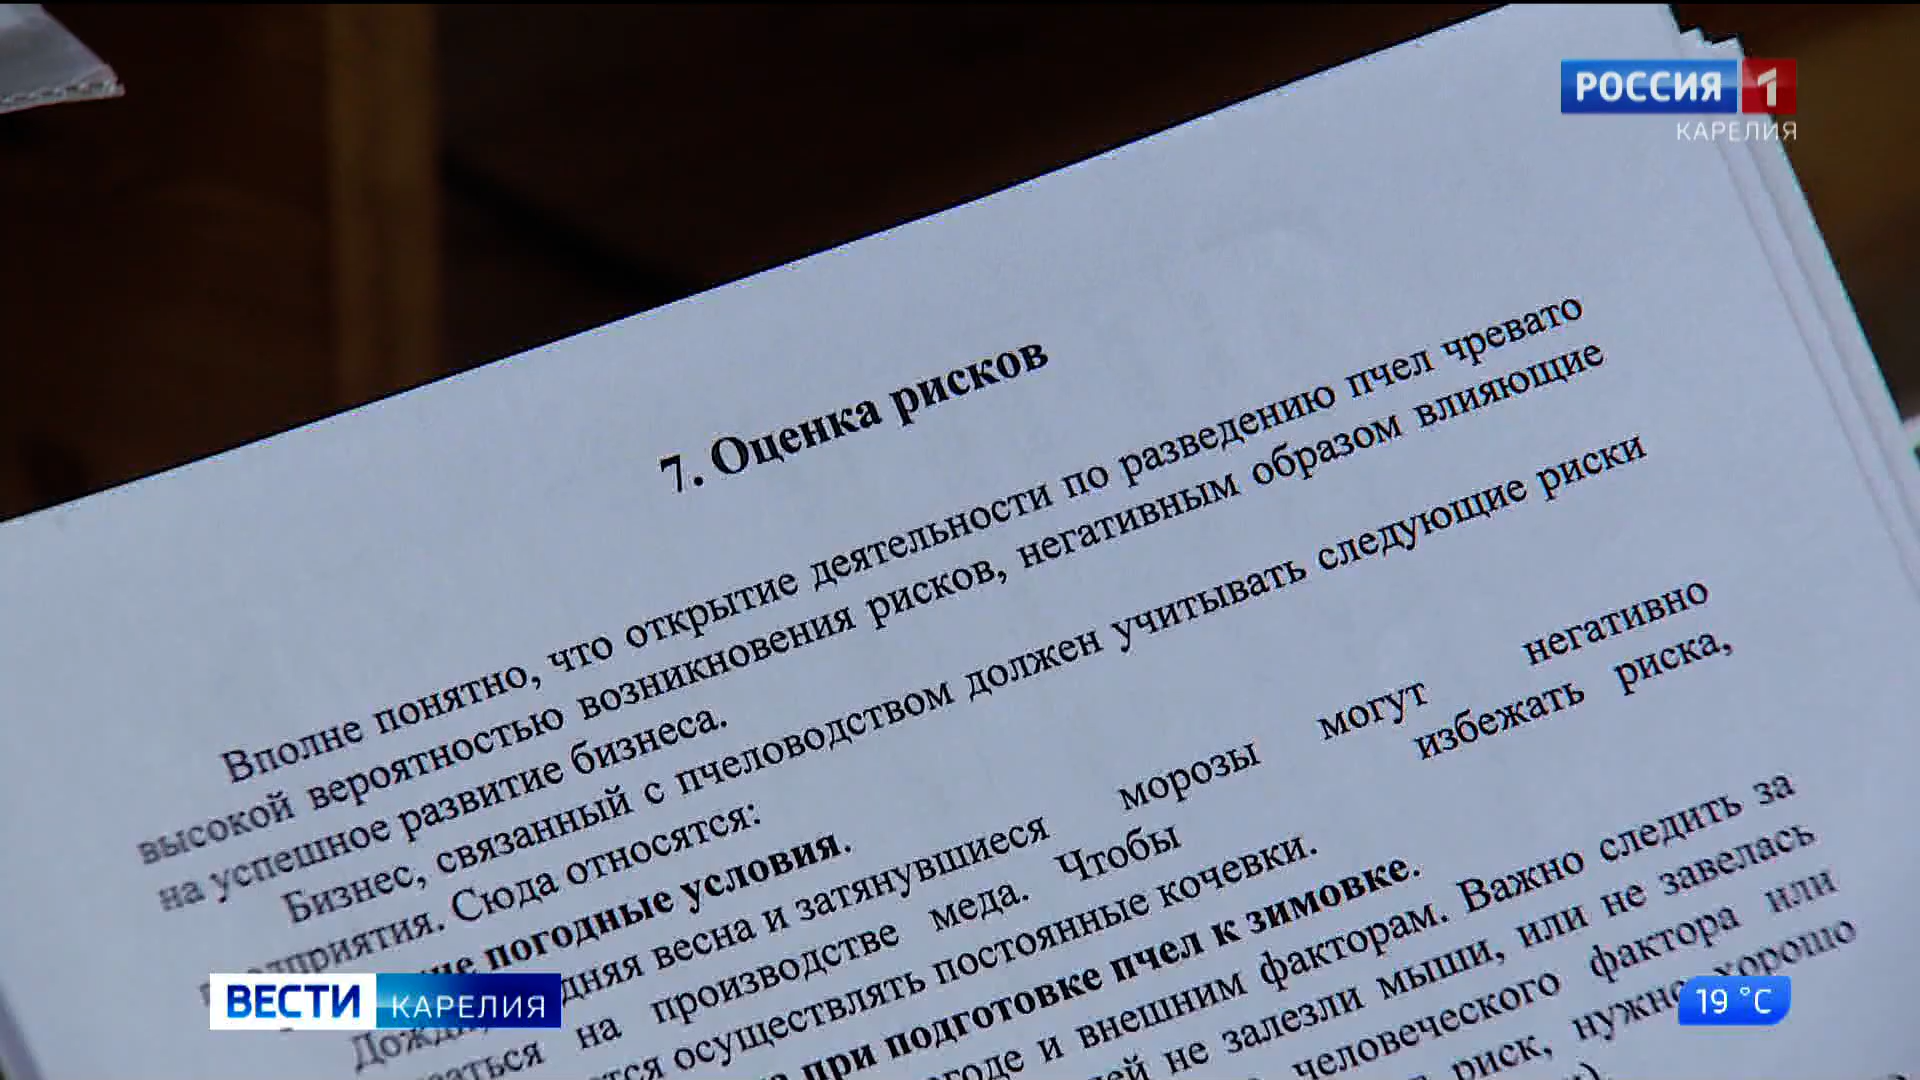 РОССИЯ 1
КАРЕЛИЯ
7. Оценка рисков
Вполне понятно, что открытие деятельности по разведению пчел чревато
высокой вероятностью возникновения рисков, негативным образом влияющие
на успешное развитие бизнеса.
Бизнес, связанный с пчеловодством должен учитывать следующие риски
Сюда относятся:
погодные условия.
весна и затянувшиеся морозы могут негативно
на производстве меда. Чтобы избежать риска,
осуществлять постоянные кочевки.
при подготовке пчел к зимовке.
и внешним факторам. Важно следить за
не залезли мыши, или не завелась
человеческого фактора или
риск, хорошо
ВЕСТИ КАРЕЛИЯ
19 °C